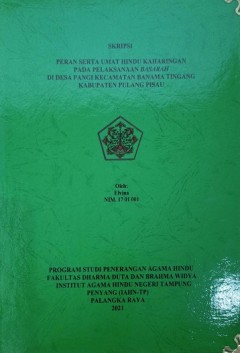 SKRIPSI
PERAN SERTA UMAT HINDU KAHARINGAN
PADA PELAKSANAAN BASARAH
DI DESA PANGI KECAMATAN BANAMA TINGANG
KABUPATEN PULANG PISAU
Oleh:
NIM.
PROGRAM STUDI PENERANGAN AGAMA HINDU
FAKULTAS DHARMA DUTA DAN BRAHMA WIDYA
INSTITUT AGAMA HINDU NEGERI TAMPUNG
PENYANG (IAHN-TP)
PALANGKA RAYA
2021